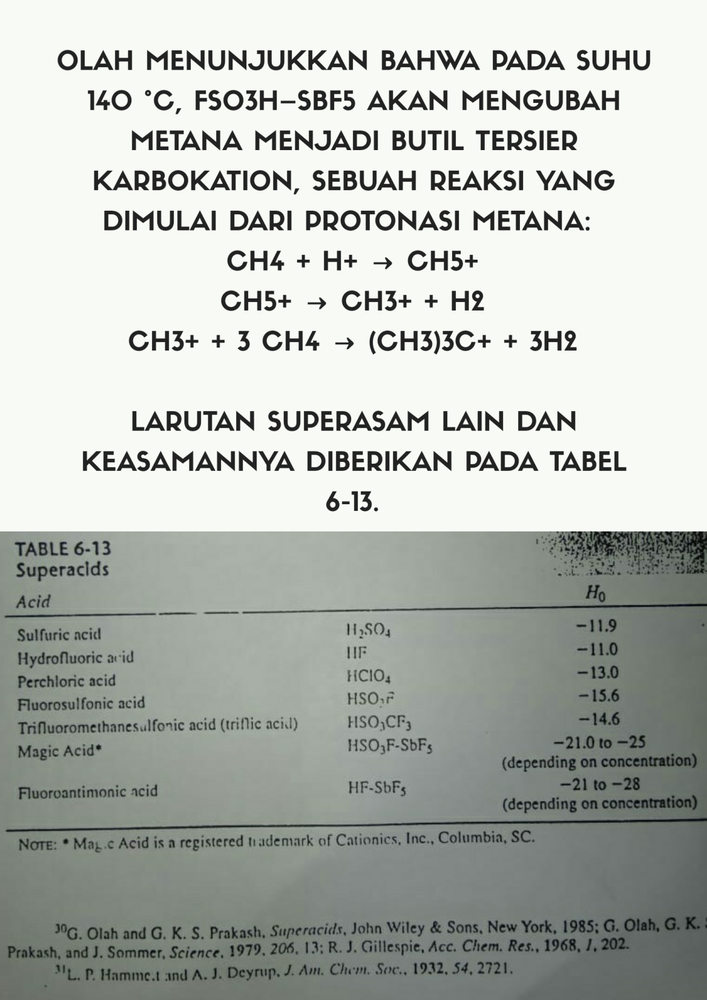 OLAH MENUNJUKKAN BAHWA PADA SUHU
140 °C, FSO3H–SBF5 AKAN MENGUBAH
METANA MENJADI BUTIL TERSIER
KARBOKATION, SEBUAH REAKSI YANG
DIMULAI DARI PROTONASI METANA:
CH4 + H+ → CH5+
CH5+ → CH3+ + H2
CH3+ + 3 CH4 → (CH3)3C+ + 3H2
LARUTAN SUPERASAM LAIN DAN
KEASAMANNYA DIBERIKAN PADA TABEL
6-13.
TABLE 6-13
Superacids
Acid H₀
Sulfuric acid H₂SO₄ −11.9
Hydrofluoric acid HF −11.0
Perchloric acid HClO₄ −13.0
Fluorosulfonic acid HSO₃F −15.6
Trifluoromethanesulfonic acid (triflic acid) HSO₃CF₃ −14.6
Magic Acid* HSO₃F-SbF₅ −21.0 to −25
(depending on concentration)
Fluoroantimonic acid HF-SbF₅ −21 to −28
(depending on concentration)
NOTE: * Magic Acid is a registered trademark of Cationics, Inc., Columbia, SC.
³⁰G. Olah and G. K. S. Prakash, Superacids, John Wiley & Sons, New York, 1985; G. Olah, G. K. S
Prakash, and J. Sommer, Science, 1979, 206, 13; R. J. Gillespie, Acc. Chem. Res., 1968, 1, 202.
³¹L. P. Hammett and A. J. Deyrup, J. Am. Chem. Soc., 1932, 54, 2721.